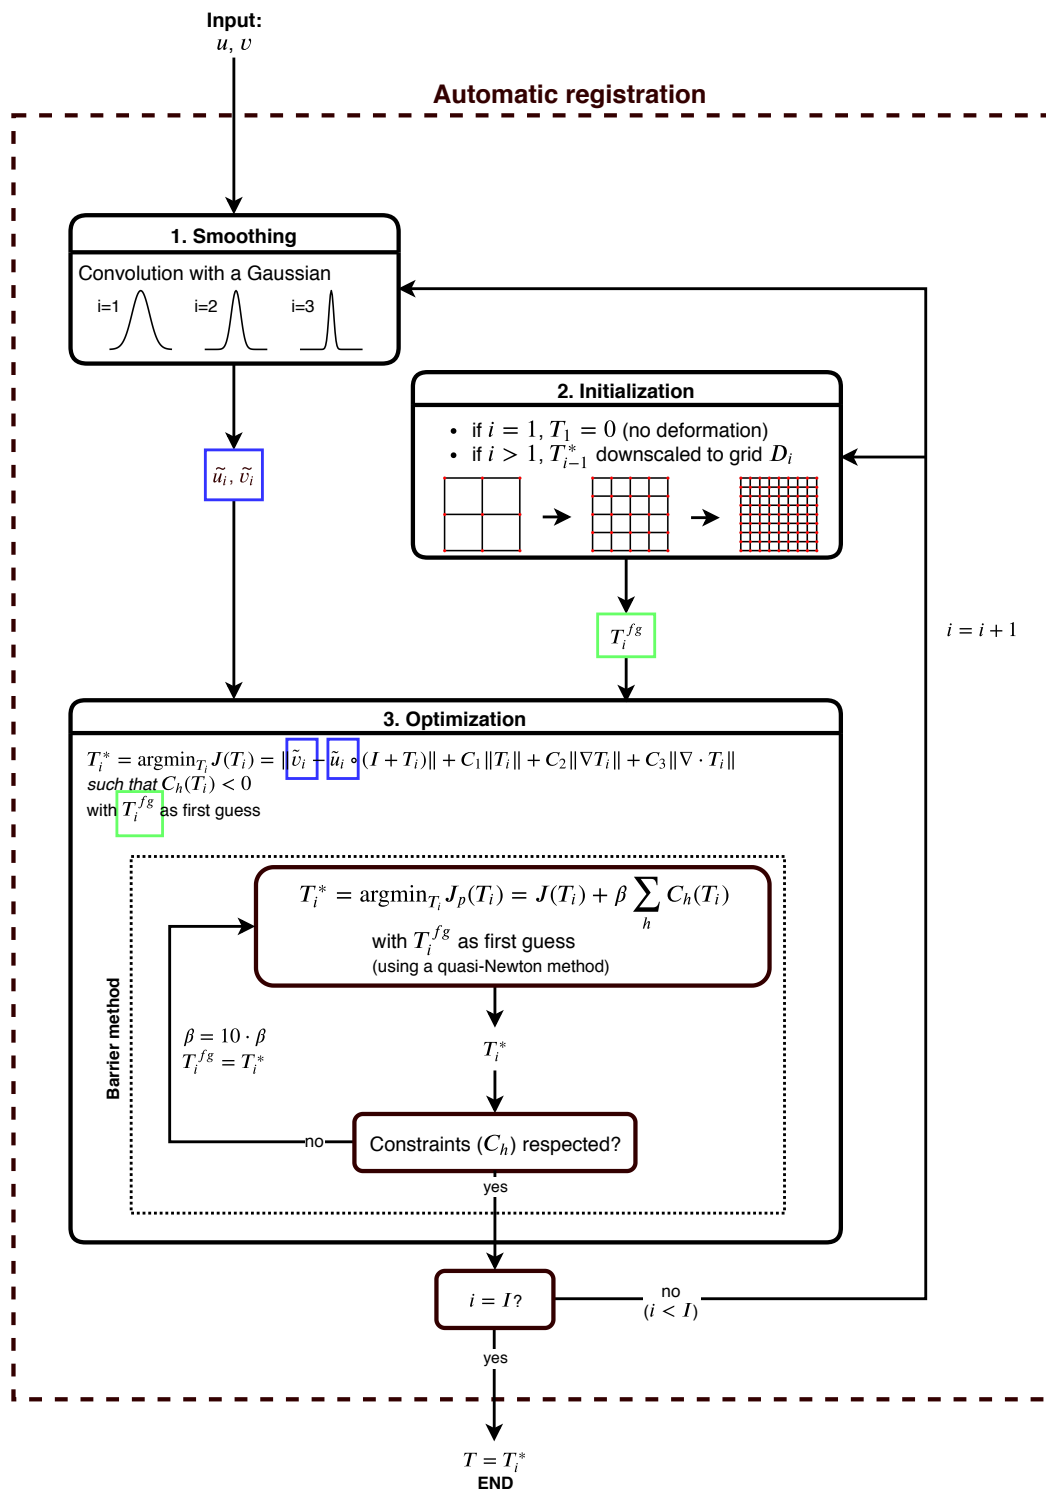 Input:
u, v
Automatic registration
1. Smoothing
Convolution with a Gaussian
i=1 i=2 i=3
ũ_i, ṽ_i
2. Initialization
• if i = 1, T_1 = 0 (no deformation)
• if i > 1, T*_{i−1} downscaled to grid D_i
T_i^{fg}
i = i + 1
3. Optimization
T_i^* = argmin_{T_i} J(T_i) = ‖ṽ_i − ũ_i ∘ (I + T_i)‖ + C_1‖T_i‖ + C_2‖∇T_i‖ + C_3‖∇ · T_i‖
such that C_h(T_i) < 0
with T_i^{fg} as first guess
Barrier method
T_i^* = argmin_{T_i} J_p(T_i) = J(T_i) + β ∑_h C_h(T_i)
with T_i^{fg} as first guess
(using a quasi-Newton method)
β = 10 · β
T_i^{fg} = T_i^*
T_i^*
Constraints (C_h) respected?
no
yes
i = I?
no
(i < I)
yes
T = T_i^*
END